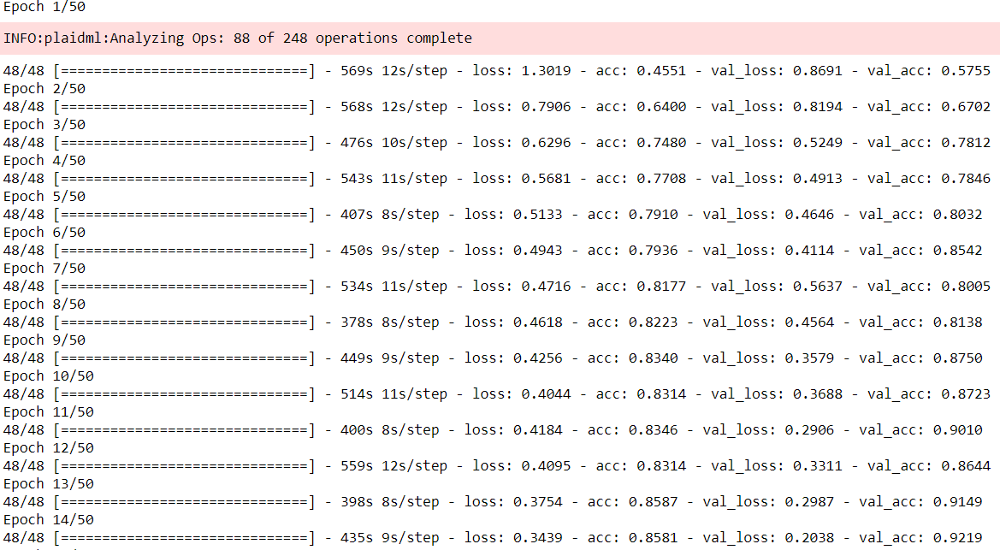 Epoch 1/50
INFO:plaidml:Analyzing Ops: 88 of 248 operations complete
48/48 [==============================] - 569s 12s/step - loss: 1.3019 - acc: 0.4551 - val_loss: 0.8691 - val_acc: 0.5755
Epoch 2/50
48/48 [==============================] - 568s 12s/step - loss: 0.7906 - acc: 0.6400 - val_loss: 0.8194 - val_acc: 0.6702
Epoch 3/50
48/48 [==============================] - 476s 10s/step - loss: 0.6296 - acc: 0.7480 - val_loss: 0.5249 - val_acc: 0.7812
Epoch 4/50
48/48 [==============================] - 543s 11s/step - loss: 0.5681 - acc: 0.7708 - val_loss: 0.4913 - val_acc: 0.7846
Epoch 5/50
48/48 [==============================] - 407s 8s/step - loss: 0.5133 - acc: 0.7910 - val_loss: 0.4646 - val_acc: 0.8032
Epoch 6/50
48/48 [==============================] - 450s 9s/step - loss: 0.4943 - acc: 0.7936 - val_loss: 0.4114 - val_acc: 0.8542
Epoch 7/50
48/48 [==============================] - 534s 11s/step - loss: 0.4716 - acc: 0.8177 - val_loss: 0.5637 - val_acc: 0.8005
Epoch 8/50
48/48 [==============================] - 378s 8s/step - loss: 0.4618 - acc: 0.8223 - val_loss: 0.4564 - val_acc: 0.8138
Epoch 9/50
48/48 [==============================] - 449s 9s/step - loss: 0.4256 - acc: 0.8340 - val_loss: 0.3579 - val_acc: 0.8750
Epoch 10/50
48/48 [==============================] - 514s 11s/step - loss: 0.4044 - acc: 0.8314 - val_loss: 0.3688 - val_acc: 0.8723
Epoch 11/50
48/48 [==============================] - 400s 8s/step - loss: 0.4184 - acc: 0.8346 - val_loss: 0.2906 - val_acc: 0.9010
Epoch 12/50
48/48 [==============================] - 559s 12s/step - loss: 0.4095 - acc: 0.8314 - val_loss: 0.3311 - val_acc: 0.8644
Epoch 13/50
48/48 [==============================] - 398s 8s/step - loss: 0.3754 - acc: 0.8587 - val_loss: 0.2987 - val_acc: 0.9149
Epoch 14/50
48/48 [==============================] - 435s 9s/step - loss: 0.3439 - acc: 0.8581 - val_loss: 0.2038 - val_acc: 0.9219